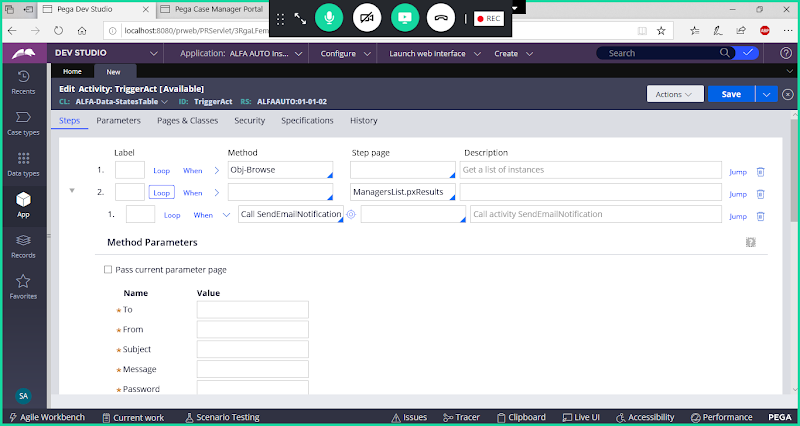 Pega Dev Studio
Pega Case Manager Portal
REC
localhost:8080/prweb/PRServlet/3RgaLFem
DEV STUDIO
Application: ALFA AUTO Ins...
Configure
Launch web interface
Create
Search
Home
New
Edit Activity: TriggerAct [Available]
CL: ALFA-Data-StatesTable ID: TriggerAct RS: ALFAAUTO:01-01-02
Actions
Save
Recents
Case types
Data types
App
Records
Favorites
SA
Steps
Parameters
Pages & Classes
Security
Specifications
History
Label
Method
Step page
Description
1. Loop When Obj-Browse Get a list of instances Jump
2. Loop When ManagersList.pxResults Jump
1. Loop When Call SendEmailNotification Call activity SendEmailNotification Jump
Method Parameters
?
Pass current parameter page
Name Value
To
From
Subject
Message
Password
Agile Workbench
Current work
Scenario Testing
Issues
Tracer
Clipboard
Live UI
Accessibility
Performance
PEGA